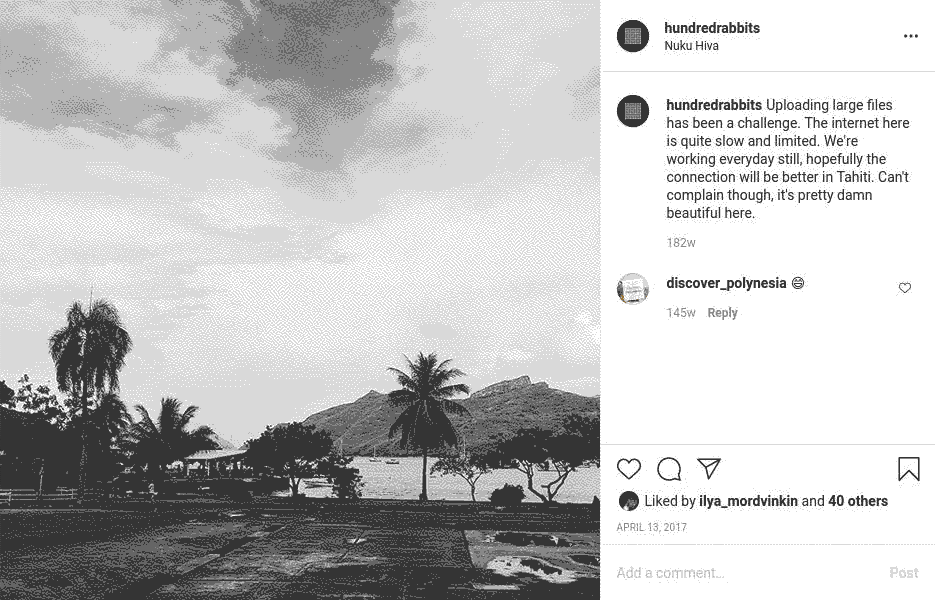 hundredrabbits
Nuku Hiva
hundredrabbits Uploading large files
has been a challenge. The internet here
is quite slow and limited. We're
working everyday still, hopefully the
connection will be better in Tahiti. Can't
complain though, it's pretty damn
beautiful here.
182w
discover_polynesia 😄
145w Reply
Liked by ilya_mordvinkin and 40 others
APRIL 13, 2017
Add a comment...
Post